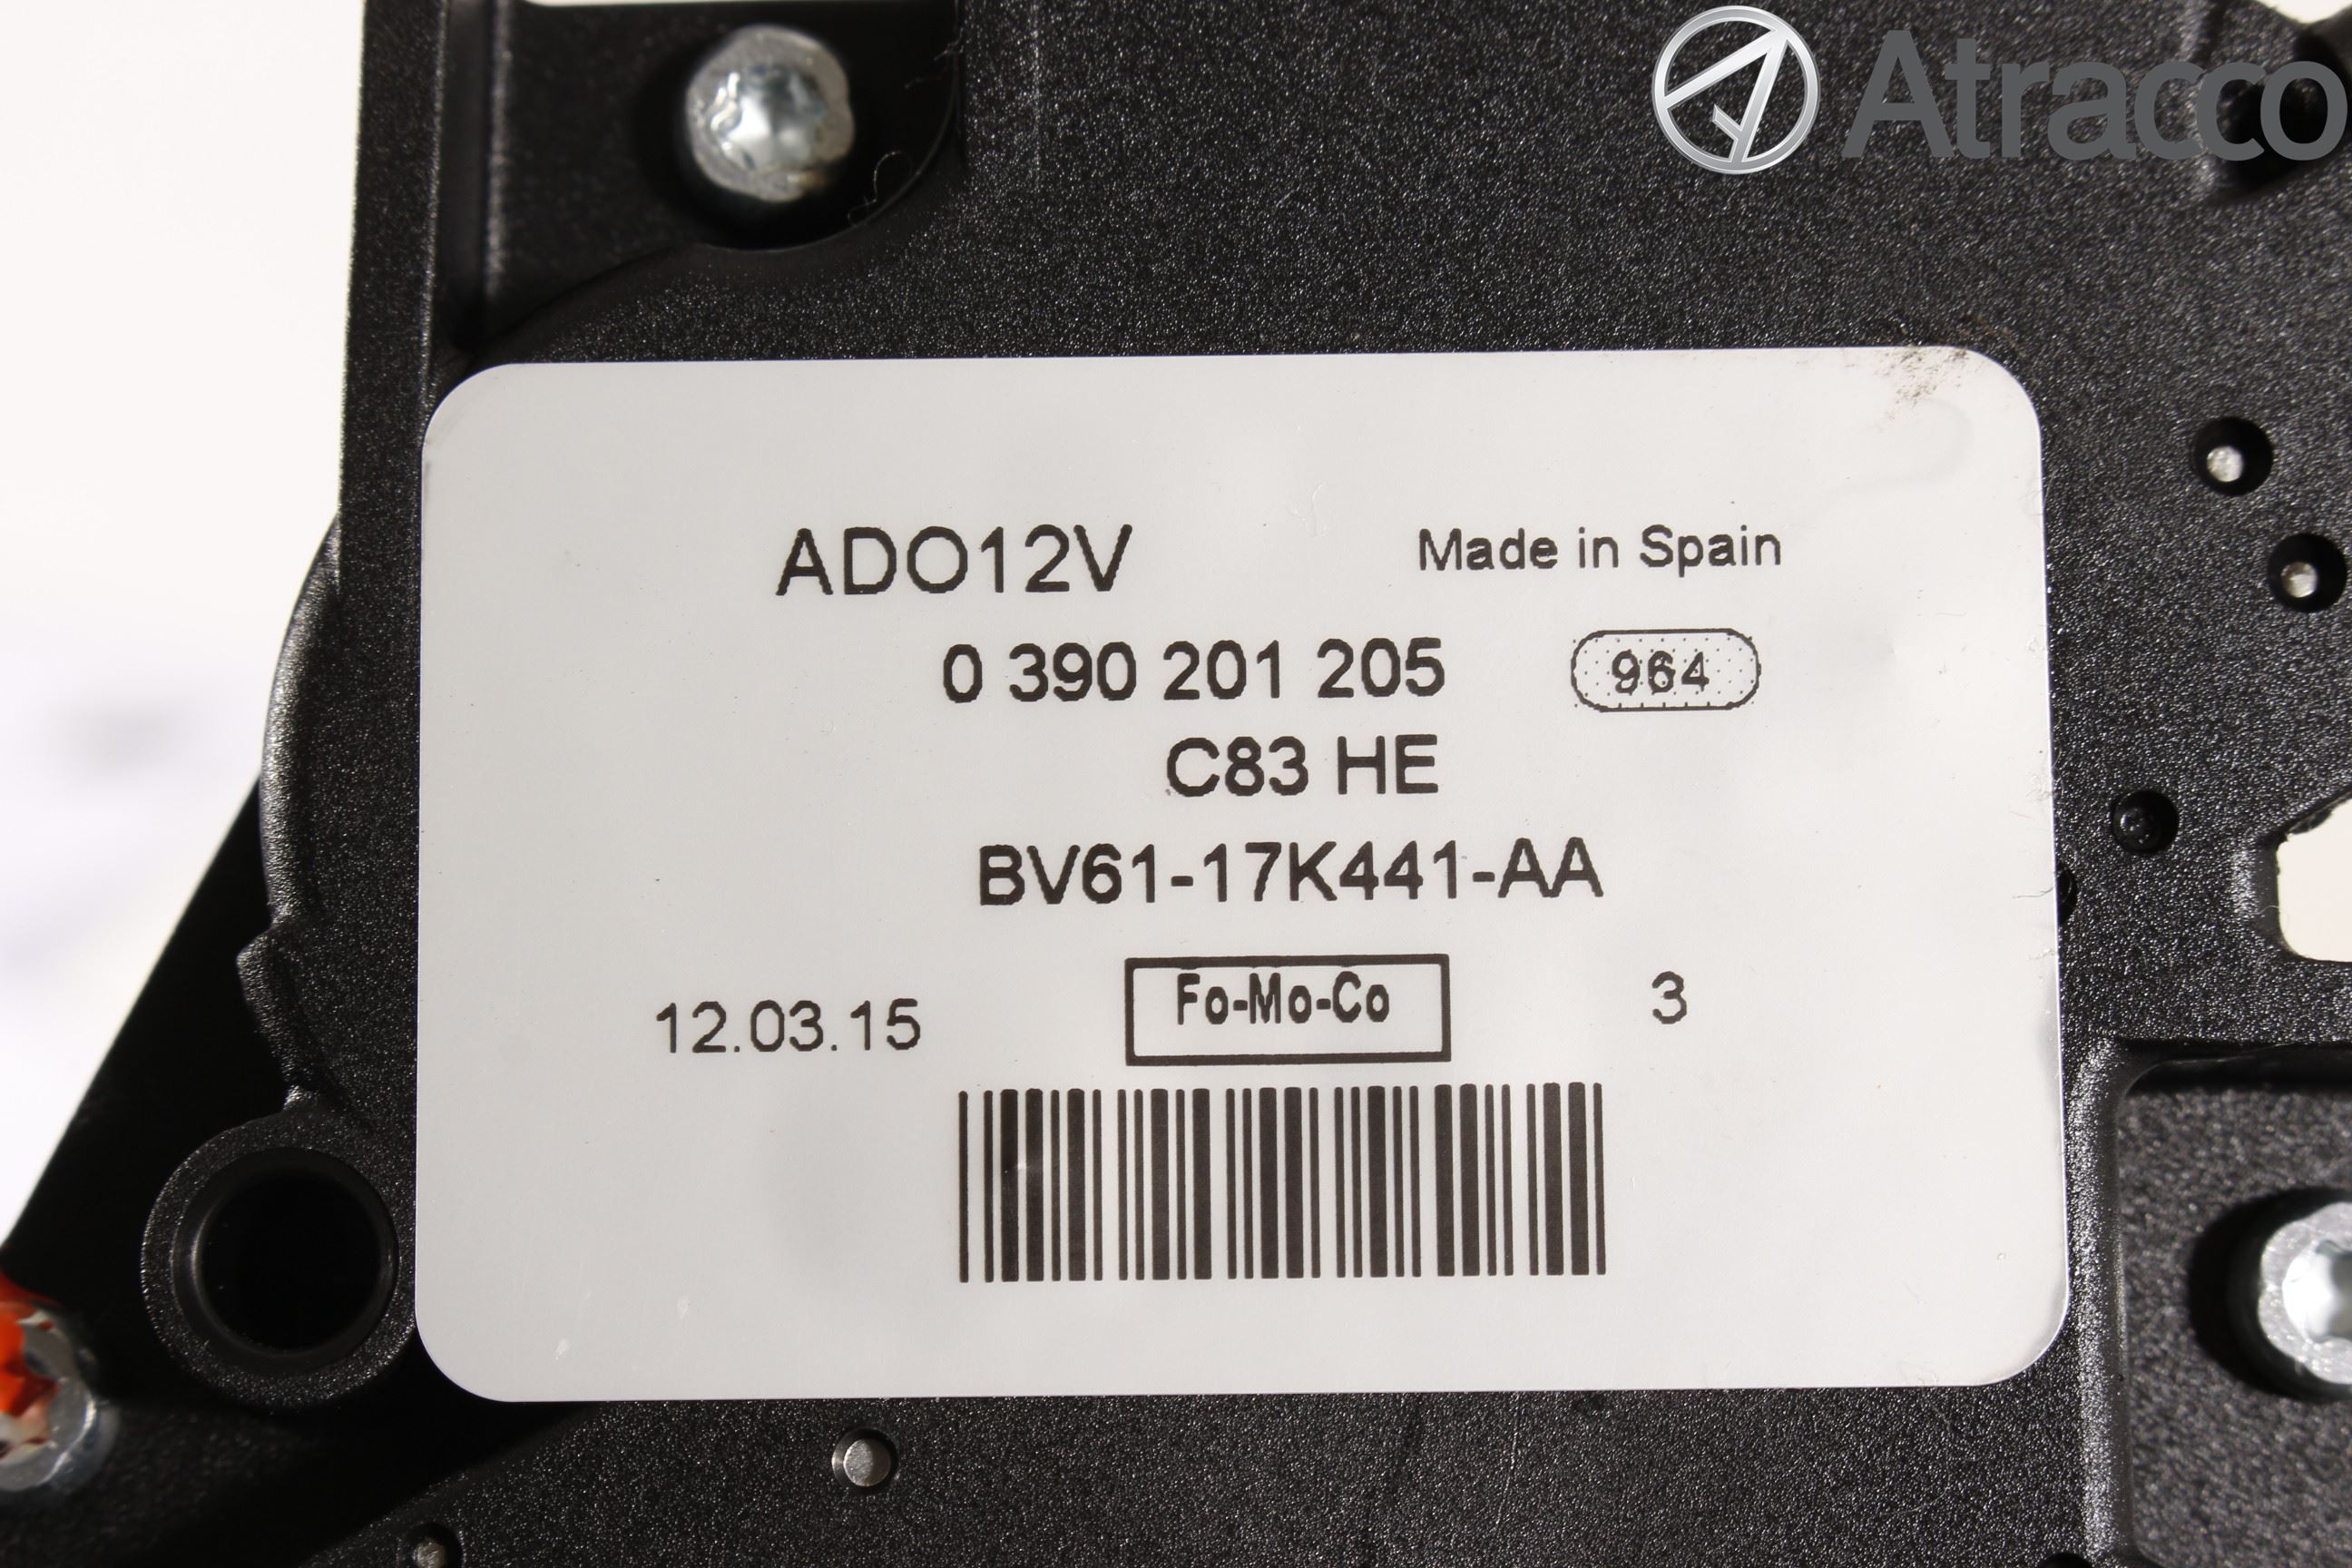 Atracco
ADO12V Made in Spain
0 390 201 205 964
C83 HE
BV61-17K441-AA
12.03.15 Fo-Mo-Co 3